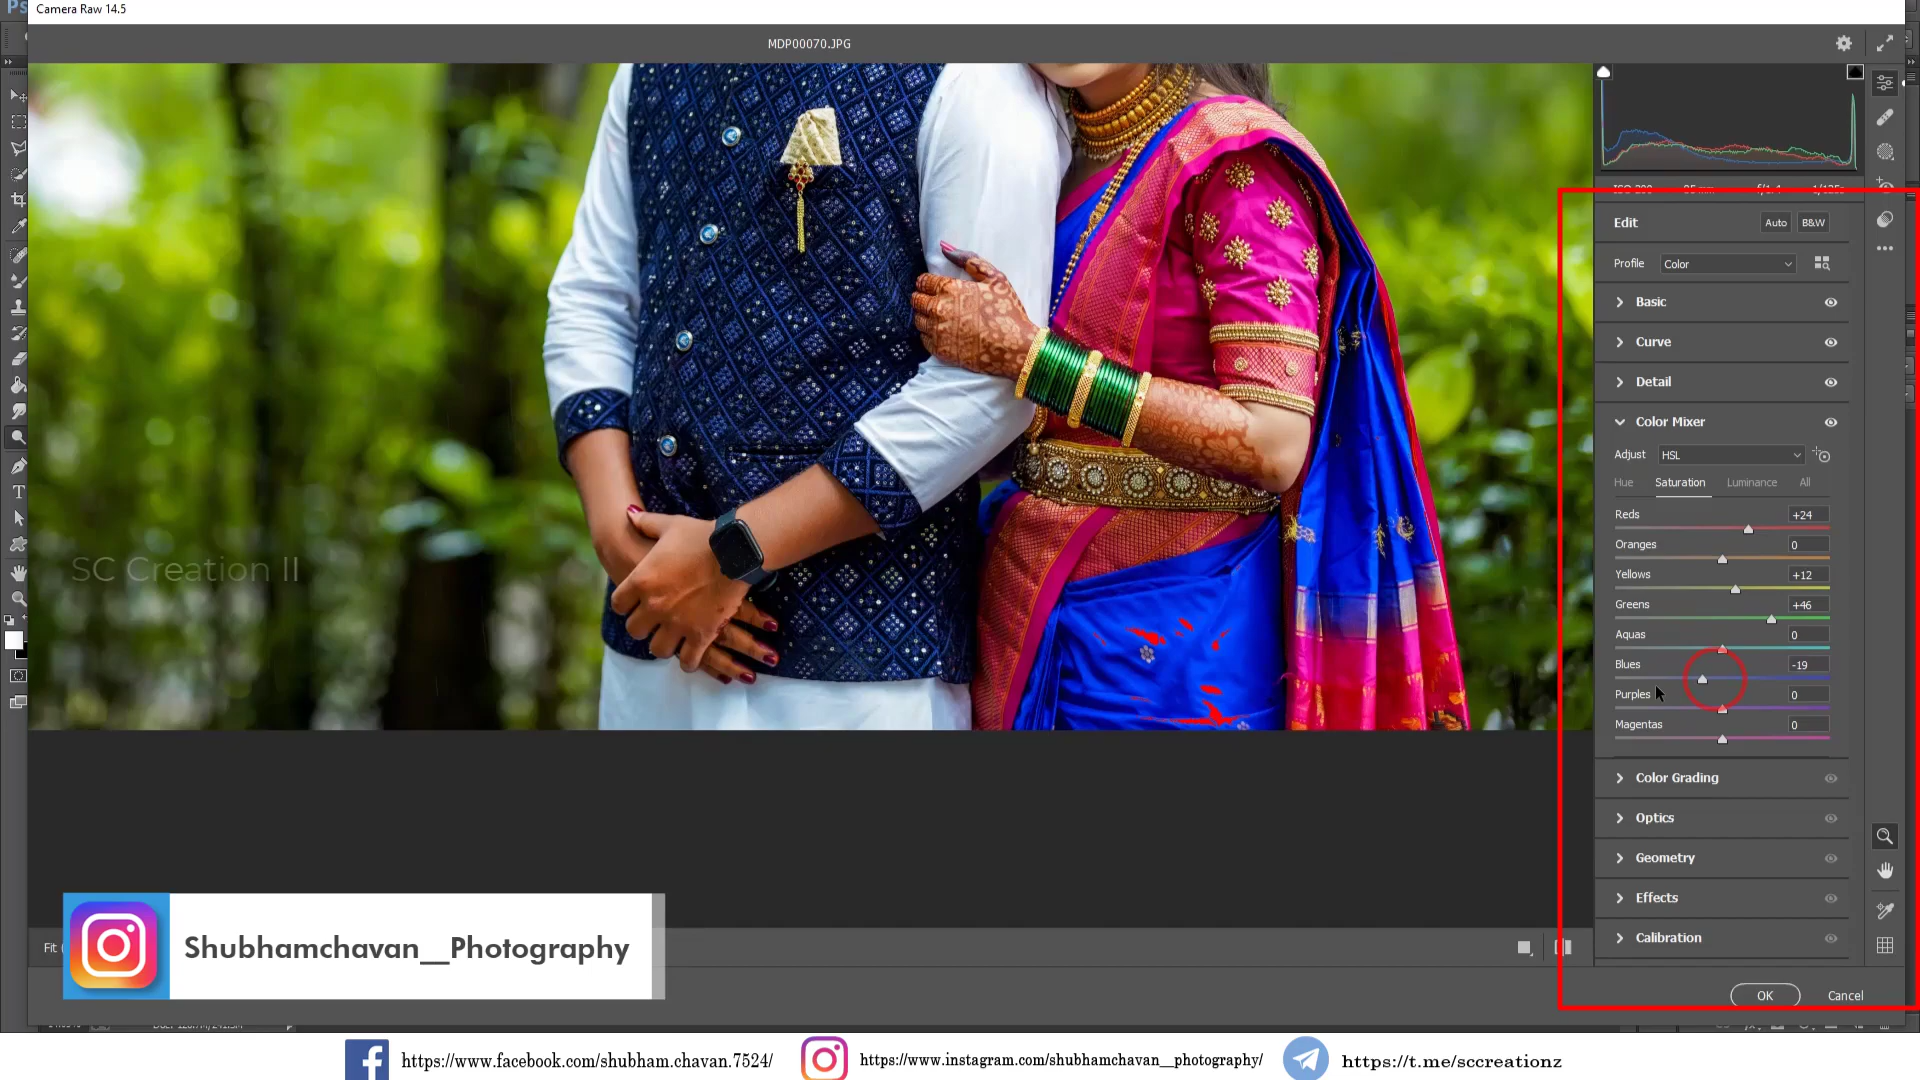 Ps
Camera Raw 14.5
MDP00070.JPG
Edit
Auto
B&W
Profile
Color
Basic
Curve
Detail
Color Mixer
Adjust
HSL
Hue
Saturation
Luminance
All
Reds
+24
Oranges
0
Yellows
+12
Greens
+46
Aquas
0
Blues
-19
Purples
0
Magentas
0
Color Grading
Optics
Geometry
Effects
Calibration
OK
Cancel
SC Creation II
Fit
Shubhamchavan__Photography
https://www.facebook.com/shubham.chavan.7524/
https://www.instagram.com/shubhamchavan__photography/
https://t.me/sccreationz